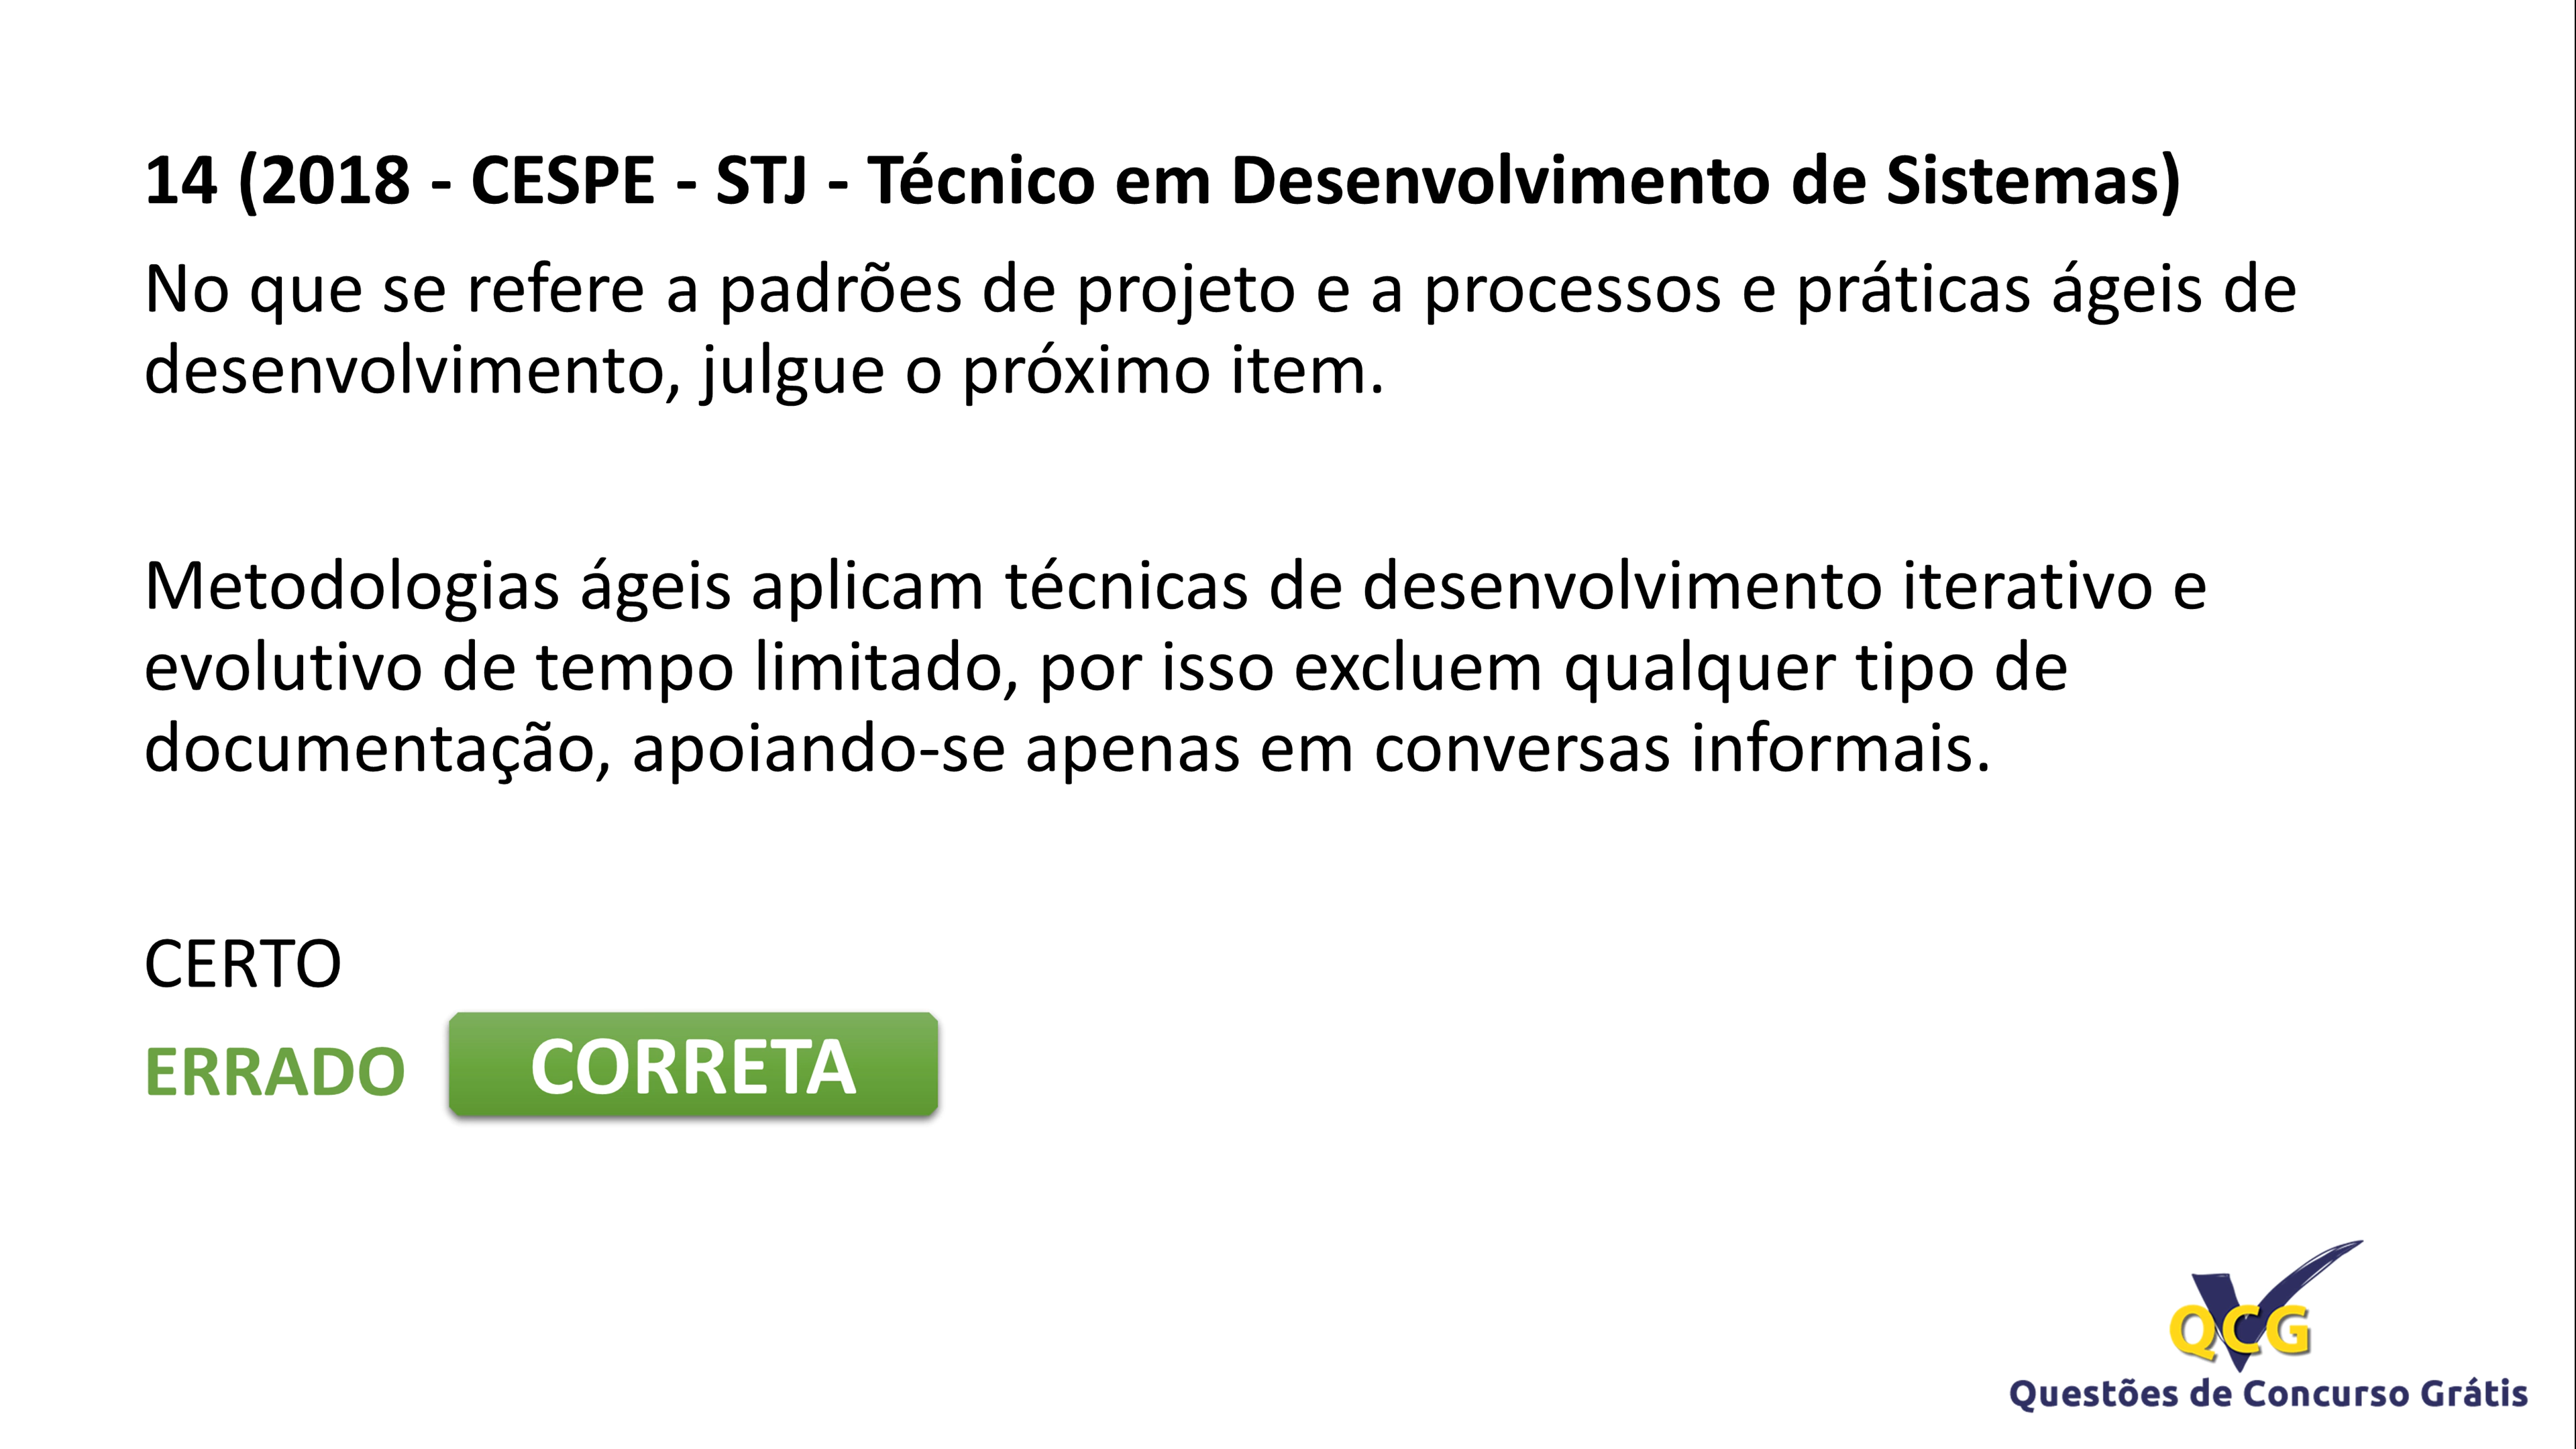 14 (2018 - CESPE - STJ - Técnico em Desenvolvimento de Sistemas)
No que se refere a padrões de projeto e a processos e práticas ágeis de
desenvolvimento, julgue o próximo item.
Metodologias ágeis aplicam técnicas de desenvolvimento iterativo e
evolutivo de tempo limitado, por isso excluem qualquer tipo de
documentação, apoiando-se apenas em conversas informais.
CERTO
ERRADO CORRETA
QCG
Questões de Concurso Grátis